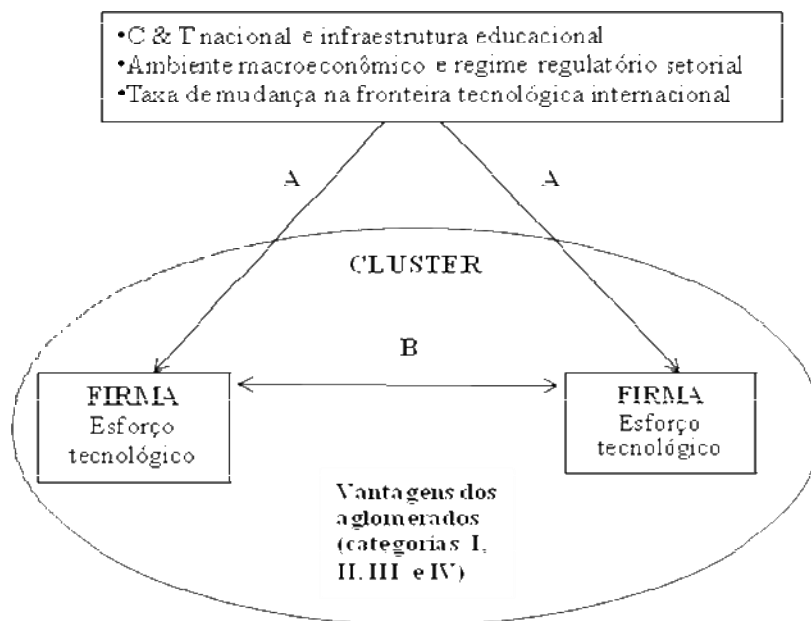 •C & T nacional e infraestrutura educacional
•Ambiente macroeconômico e regime regulatório setorial
•Taxa de mudança na fronteira tecnológica internacional
A
A
CLUSTER
B
FIRMA
Esforço
tecnológico
FIRMA
Esforço
tecnológico
Vantagens dos
aglomerados
(categorias I,
II, III e IV)